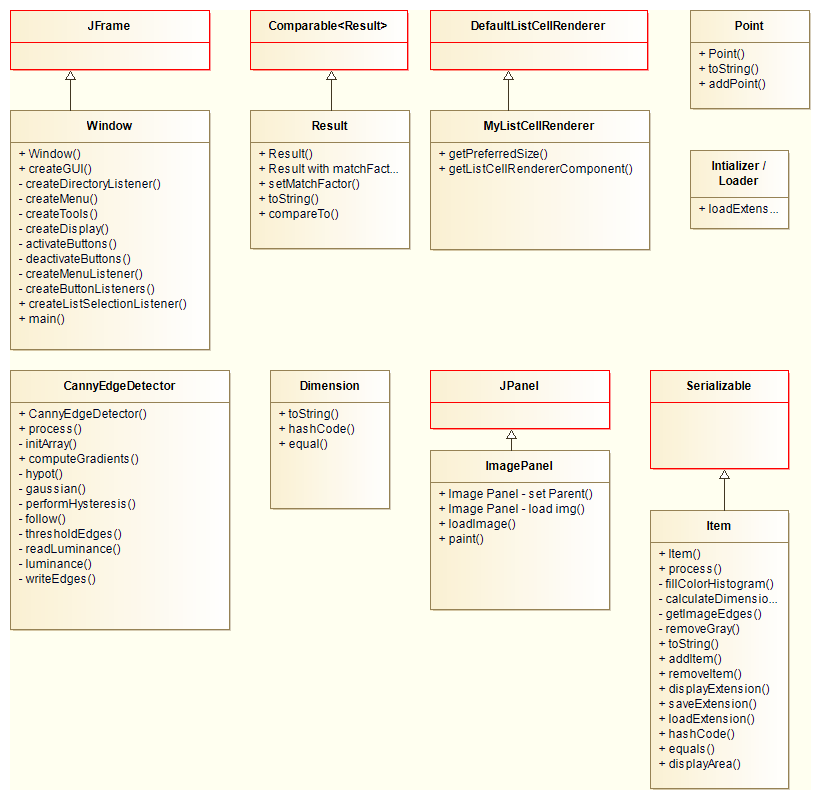 JFrame
Window
+ Window()
+ createGUI()
- createDirectoryListener()
- createMenu()
- createTools()
- createDisplay()
- activateButtons()
- deactivateButtons()
- createMenuListener()
- createButtonListeners()
+ createListSelectionListener()
+ main()
Comparable<Result>
Result
+ Result()
+ Result with matchFact...
+ setMatchFactor()
+ toString()
+ compareTo()
DefaultListCellRenderer
MyListCellRenderer
+ getPreferredSize()
+ getListCellRendererComponent()
Point
+ Point()
+ toString()
+ addPoint()
Intializer /
Loader
+ loadExtens...
CannyEdgeDetector
+ CannyEdgeDetector()
+ process()
- initArray()
+ computeGradients()
- hypot()
- gaussian()
- performHysteresis()
- follow()
- thresholdEdges()
- readLuminance()
- luminance()
- writeEdges()
Dimension
+ toString()
+ hashCode()
+ equal()
JPanel
ImagePanel
+ Image Panel - set Parent()
+ Image Panel - load img()
+ loadImage()
+ paint()
Serializable
Item
+ Item()
+ process()
- fillColorHistogram()
- calculateDimensio...
- getImageEdges()
- removeGray()
+ toString()
+ addItem()
+ removeItem()
+ displayExtension()
+ saveExtension()
+ loadExtension()
+ hashCode()
+ equals()
+ displayArea()